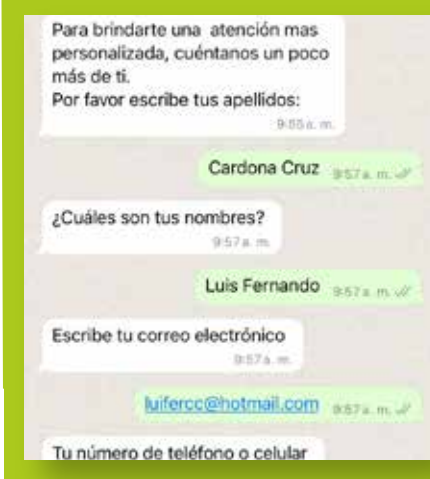 Para brindarte una atención mas
personalizada, cuéntanos un poco
más de ti.
Por favor escribe tus apellidos:
9:55 a. m.
Cardona Cruz 9:57 a. m.
¿Cuáles son tus nombres?
9:57 a. m.
Luis Fernando 9:57 a. m.
Escribe tu correo electrónico
9:57 a. m.
luifercc@hotmail.com 9:57 a. m.
Tu número de teléfono o celular